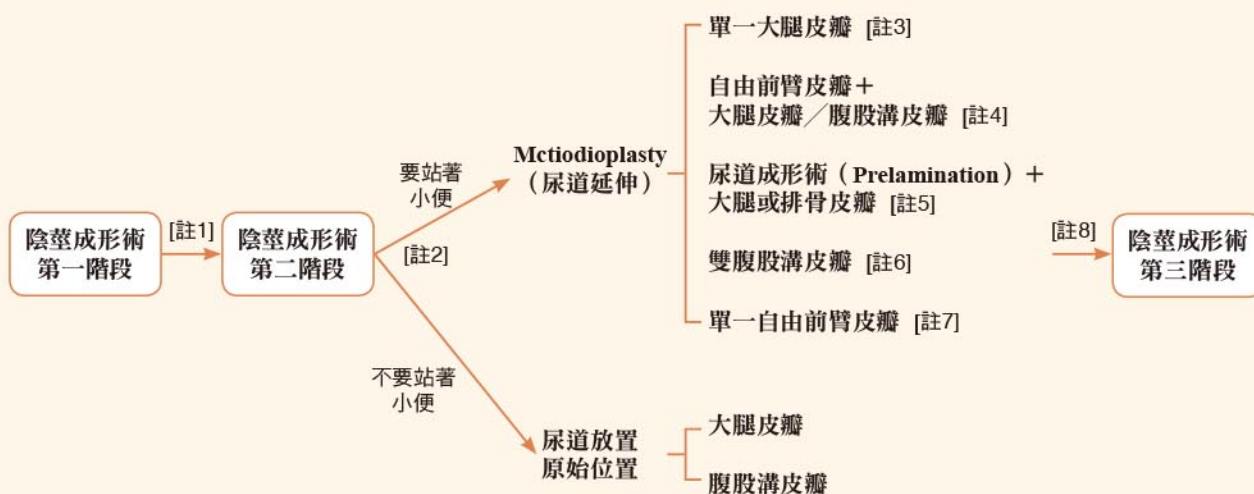 陰莖成形術
第一階段
[註1]
陰莖成形術
第二階段
要站著
小便
[註2]
不要站著
小便
Mctiodioplasty
（尿道延伸）
單一大腿皮瓣 [註3]
自由前臂皮瓣＋
大腿皮瓣／腹股溝皮瓣 [註4]
尿道成形術（Prelamination）＋
大腿或排骨皮瓣 [註5]
雙腹股溝皮瓣 [註6]
單一自由前臂皮瓣 [註7]
尿道放置
原始位置
大腿皮瓣
腹股溝皮瓣
[註8]
陰莖成形術
第三階段